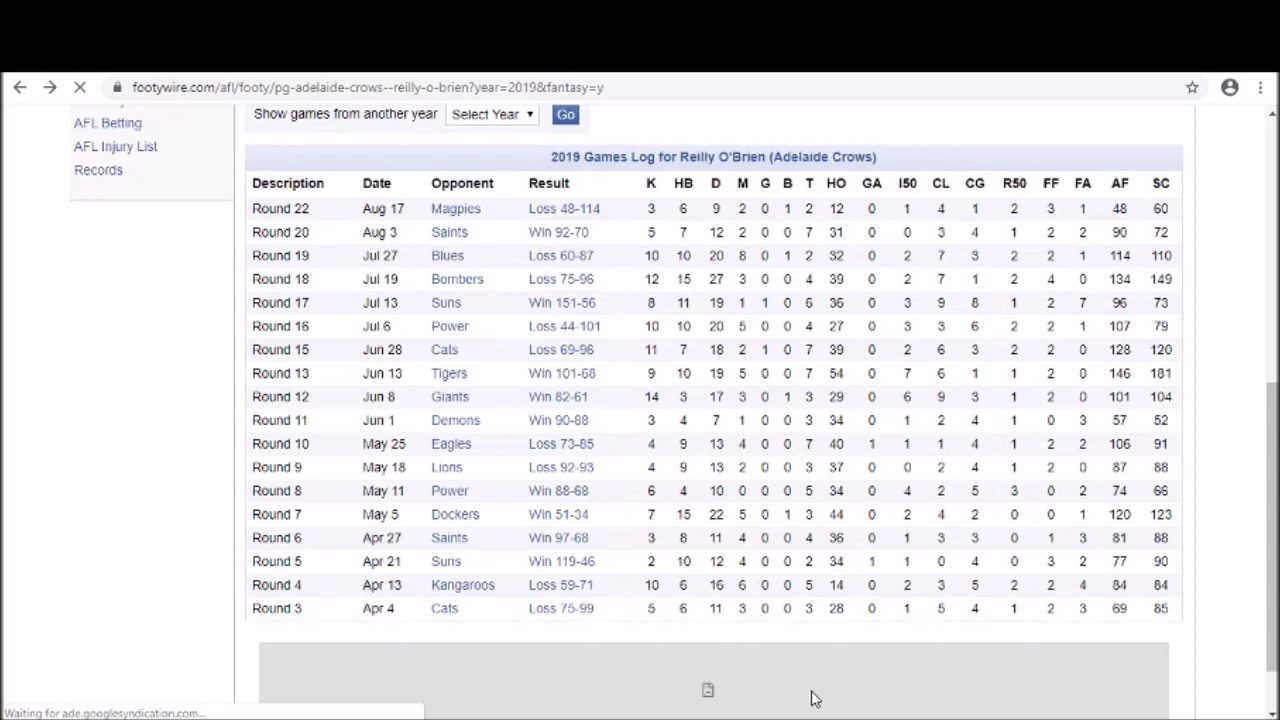 footywire.com/afl/footy/pg-adelaide-crows--reilly-o-brien?year=2019&fantasy=y
AFL Betting
AFL Injury List
Records
Show games from another year Select Year Go
2019 Games Log for Reilly O'Brien (Adelaide Crows)
Description Date Opponent Result K HB D M G B T HO GA I50 CL CG R50 FF FA AF SC
Round 22 Aug 17 Magpies Loss 48-114 3 6 9 2 0 1 2 12 0 1 4 1 2 3 1 48 60
Round 20 Aug 3 Saints Win 92-70 5 7 12 2 0 0 7 31 0 0 3 4 1 2 2 90 72
Round 19 Jul 27 Blues Loss 60-87 10 10 20 8 0 1 2 32 0 2 7 3 2 2 1 114 110
Round 18 Jul 19 Bombers Loss 75-96 12 15 27 3 0 0 4 39 0 2 7 1 2 4 0 134 149
Round 17 Jul 13 Suns Win 151-56 8 11 19 1 1 0 6 36 0 3 9 8 1 2 7 96 73
Round 16 Jul 6 Power Loss 44-101 10 10 20 5 0 0 4 27 0 3 3 6 2 2 1 107 79
Round 15 Jun 28 Cats Loss 69-96 11 7 18 2 1 0 7 39 0 2 6 3 2 2 0 128 120
Round 13 Jun 13 Tigers Win 101-68 9 10 19 5 0 0 7 54 0 7 6 1 1 2 0 146 181
Round 12 Jun 8 Giants Win 82-61 14 3 17 3 0 1 3 29 0 6 9 3 1 2 0 101 104
Round 11 Jun 1 Demons Win 90-88 3 4 7 1 0 0 3 34 0 1 2 4 1 0 3 57 52
Round 10 May 25 Eagles Loss 73-85 4 9 13 4 0 0 7 40 1 1 1 4 1 2 2 106 91
Round 9 May 18 Lions Loss 92-93 4 9 13 2 0 0 3 37 0 0 2 4 1 2 0 87 88
Round 8 May 11 Power Win 88-68 6 4 10 0 0 0 5 34 0 4 2 5 3 0 2 74 66
Round 7 May 5 Dockers Win 51-34 7 15 22 5 0 1 3 44 0 2 4 2 0 0 1 120 123
Round 6 Apr 27 Saints Win 97-68 3 8 11 4 0 0 4 36 0 1 3 3 0 1 3 81 88
Round 5 Apr 21 Suns Win 119-46 2 10 12 4 0 0 2 34 1 1 0 4 0 3 2 77 90
Round 4 Apr 13 Kangaroos Loss 59-71 10 6 16 6 0 0 5 14 0 2 3 5 2 2 4 84 84
Round 3 Apr 4 Cats Loss 75-99 5 6 11 3 0 0 3 28 0 1 5 4 1 2 3 69 85
Waiting for ade.googlesyndication.com...